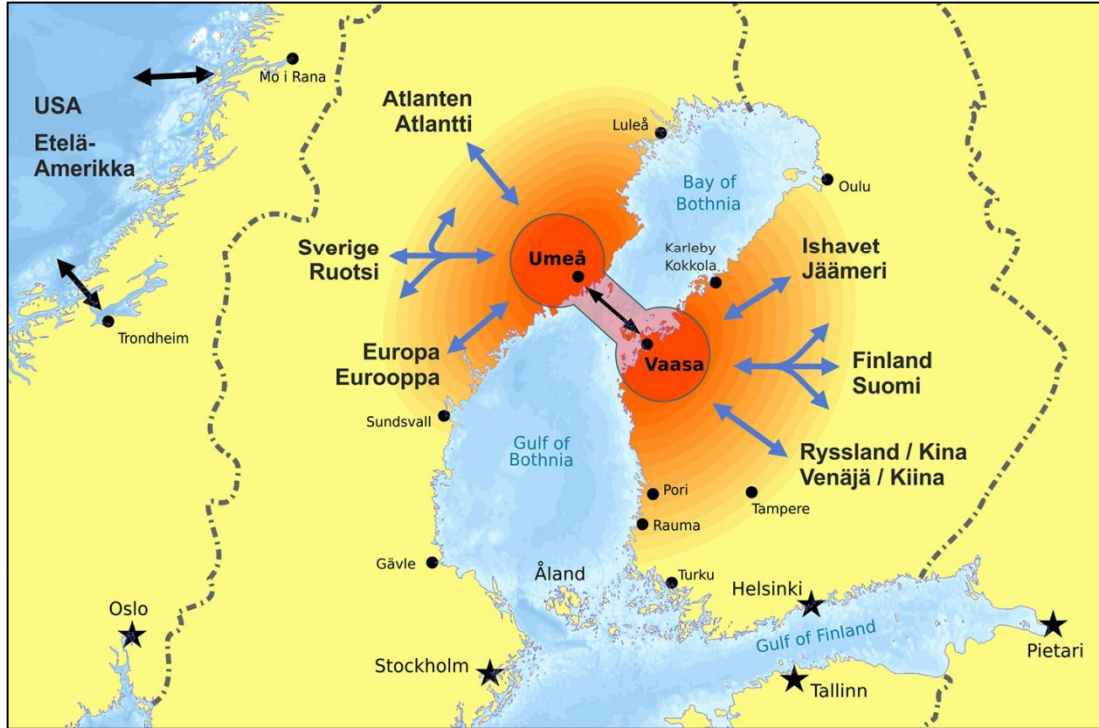 Mo i Rana
USA
Etelä-
Amerikka
Atlanten
Atlantti
Luleå
Bay of
Bothnia
Oulu
Sverige
Ruotsi
Umeå
Karleby
Kokkola
Ishavet
Jäämeri
Trondheim
Europa
Eurooppa
Vaasa
Finland
Suomi
Sundsvall
Gulf of
Bothnia
Ryssland / Kina
Venäjä / Kiina
Pori
Tampere
Rauma
Gävle
Åland
Turku
Helsinki
Oslo
Gulf of Finland
Stockholm
Pietari
Tallinn